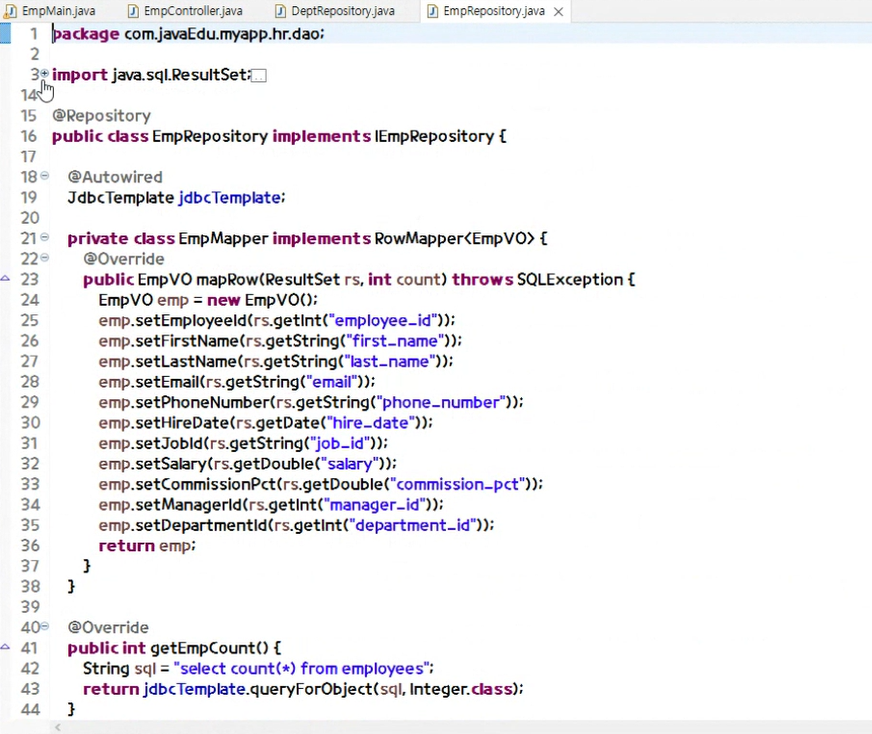 EmpMain.java EmpController.java DeptRepository.java EmpRepository.java
1 package com.javaEdu.myapp.hr.dao;
2
3 import java.sql.ResultSet;
14
15 @Repository
16 public class EmpRepository implements IEmpRepository {
17
18 @Autowired
19 JdbcTemplate jdbcTemplate;
20
21 private class EmpMapper implements RowMapper<EmpVO> {
22 @Override
23 public EmpVO mapRow(ResultSet rs, int count) throws SQLException {
24 EmpVO emp = new EmpVO();
25 emp.setEmployeeId(rs.getInt("employee_id"));
26 emp.setFirstName(rs.getString("first_name"));
27 emp.setLastName(rs.getString("last_name"));
28 emp.setEmail(rs.getString("email"));
29 emp.setPhoneNumber(rs.getString("phone_number"));
30 emp.setHireDate(rs.getDate("hire_date"));
31 emp.setJobId(rs.getString("job_id"));
32 emp.setSalary(rs.getDouble("salary"));
33 emp.setCommissionPct(rs.getDouble("commission_pct"));
34 emp.setManagerId(rs.getInt("manager_id"));
35 emp.setDepartmentId(rs.getInt("department_id"));
36 return emp;
37 }
38 }
39
40 @Override
41 public int getEmpCount() {
42 String sql = "select count(*) from employees";
43 return jdbcTemplate.queryForObject(sql, Integer.class);
44 }